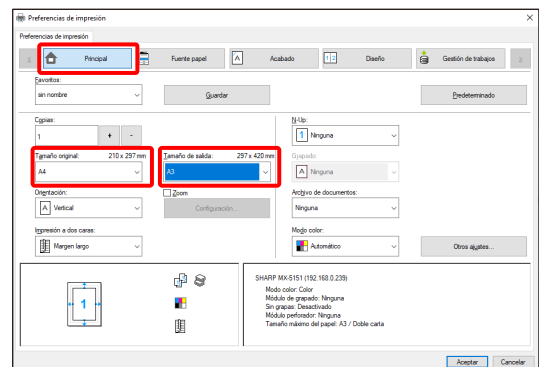 Preferencias de impresión
Preferencias de impresión
Principal
Fuente papel
A Acabado
1 2 Diseño
Gestión de trabajos
Favoritos:
sin nombre
Guardar
Predeterminado
Copias:
1
+ -
N-Up:
1 Ninguna
Tamaño original: 210 x 297 mm
A4
Tamaño de salida: 297 x 420 mm
A3
Grapado:
A Ninguna
Orientación:
A Vertical
Zoom
Configuración...
Archivo de documentos:
Ninguna
Impresión a dos caras:
Margen largo
Modo color:
Automático
Otros ajustes...
1
SHARP MX-5151 (192.168.0.239)
Modo color: Color
Módulo de grapado: Ninguna
Sin grapas: Desactivado
Módulo perforador: Ninguna
Tamaño máximo del papel: A3 / Doble carta
Aceptar
Cancelar